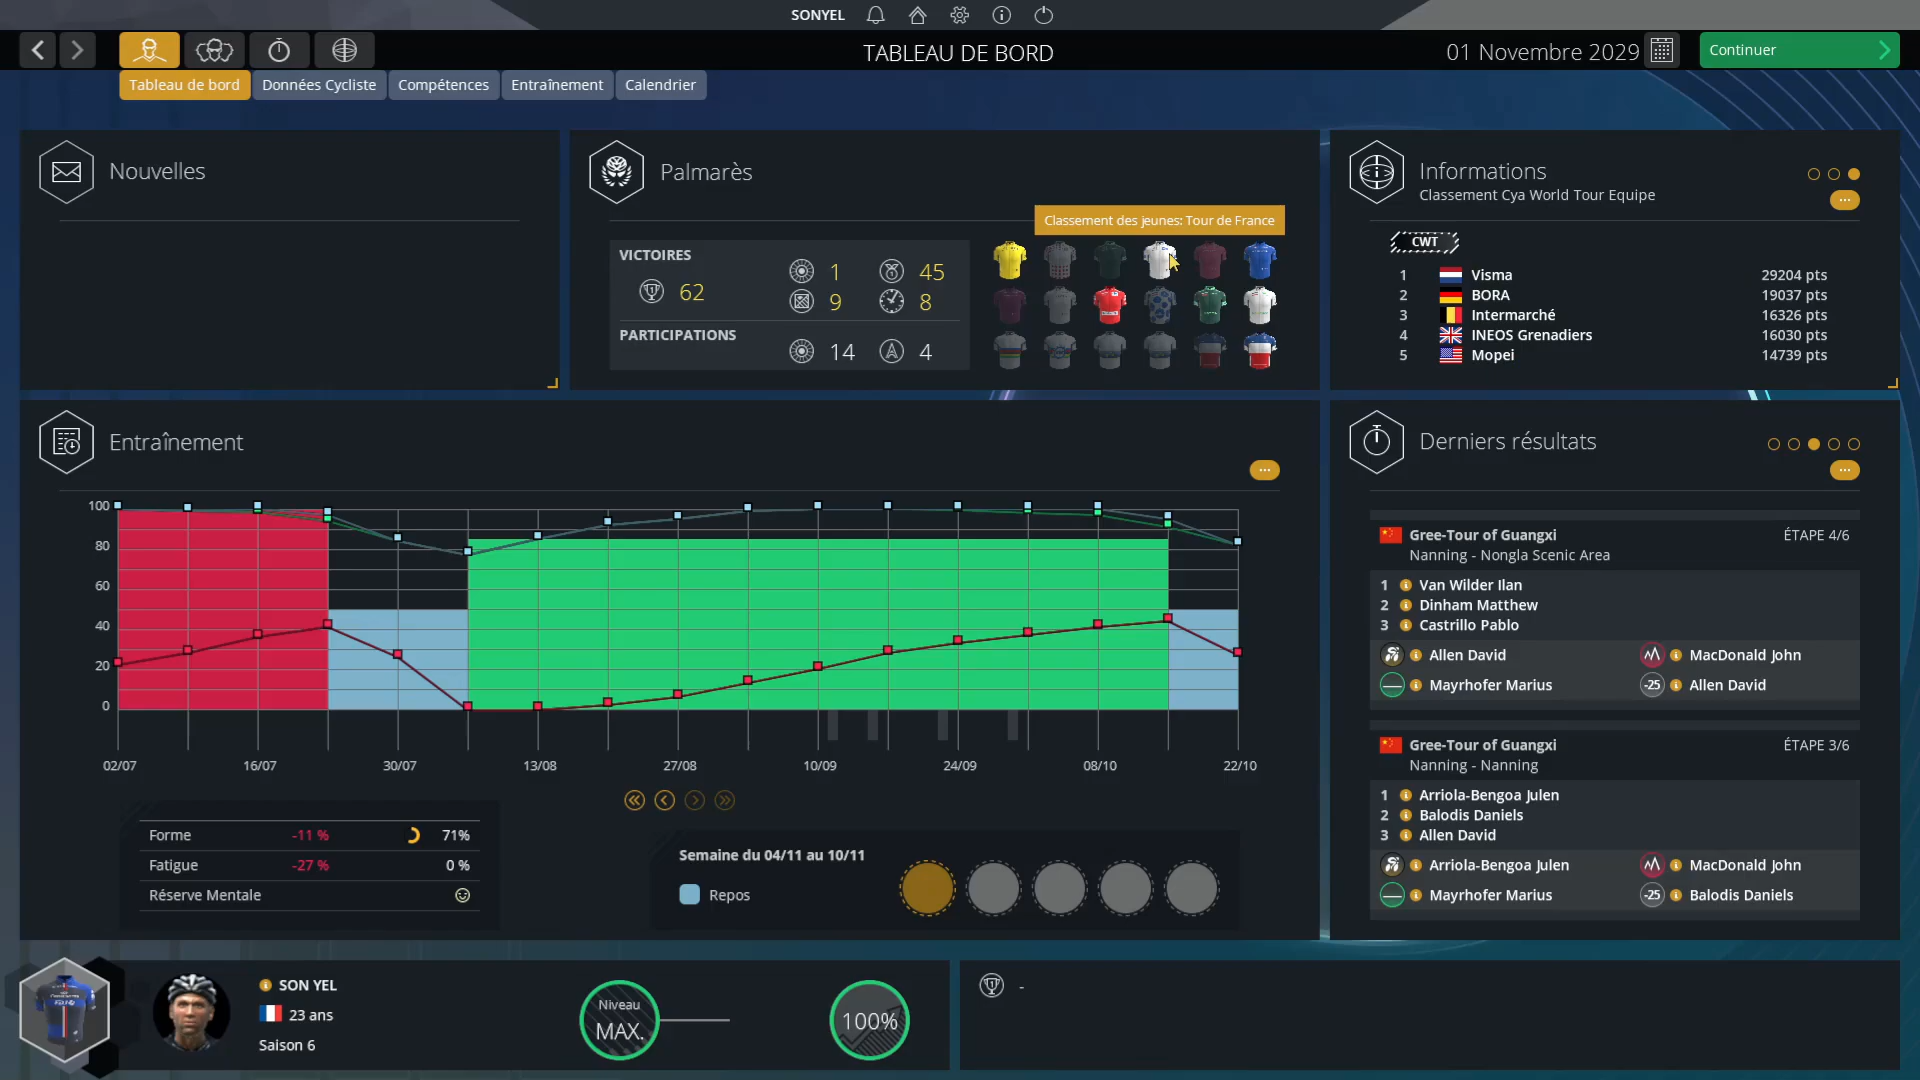 SONYEL
TABLEAU DE BORD
01 Novembre 2029
Continuer
Tableau de bord
Données Cycliste
Compétences
Entraînement
Calendrier
Nouvelles
Palmarès
Classement des jeunes: Tour de France
VICTOIRES
62
1
45
9
8
PARTICIPATIONS
14
4
Informations
Classement Cya World Tour Equipe
CWT
1 Visma 29204 pts
2 BORA 19037 pts
3 Intermarché 16326 pts
4 INEOS Grenadiers 16030 pts
5 Mopei 14739 pts
Entraînement
100
80
60
40
20
0
02/07 16/07 30/07 13/08 27/08 10/09 24/09 08/10 22/10
Forme -11 % 71%
Fatigue -27 % 0 %
Réserve Mentale
Semaine du 04/11 au 10/11
Repos
Derniers résultats
Gree-Tour of Guangxi ÉTAPE 4/6
Nanning - Nongla Scenic Area
1 Van Wilder Ilan
2 Dinham Matthew
3 Castrillo Pablo
Allen David MacDonald John
Mayrhofer Marius -25 Allen David
Gree-Tour of Guangxi ÉTAPE 3/6
Nanning - Nanning
1 Arriola-Bengoa Julen
2 Balodis Daniels
3 Allen David
Arriola-Bengoa Julen MacDonald John
Mayrhofer Marius -25 Balodis Daniels
SON YEL
23 ans
Saison 6
Niveau
MAX.
100%
-